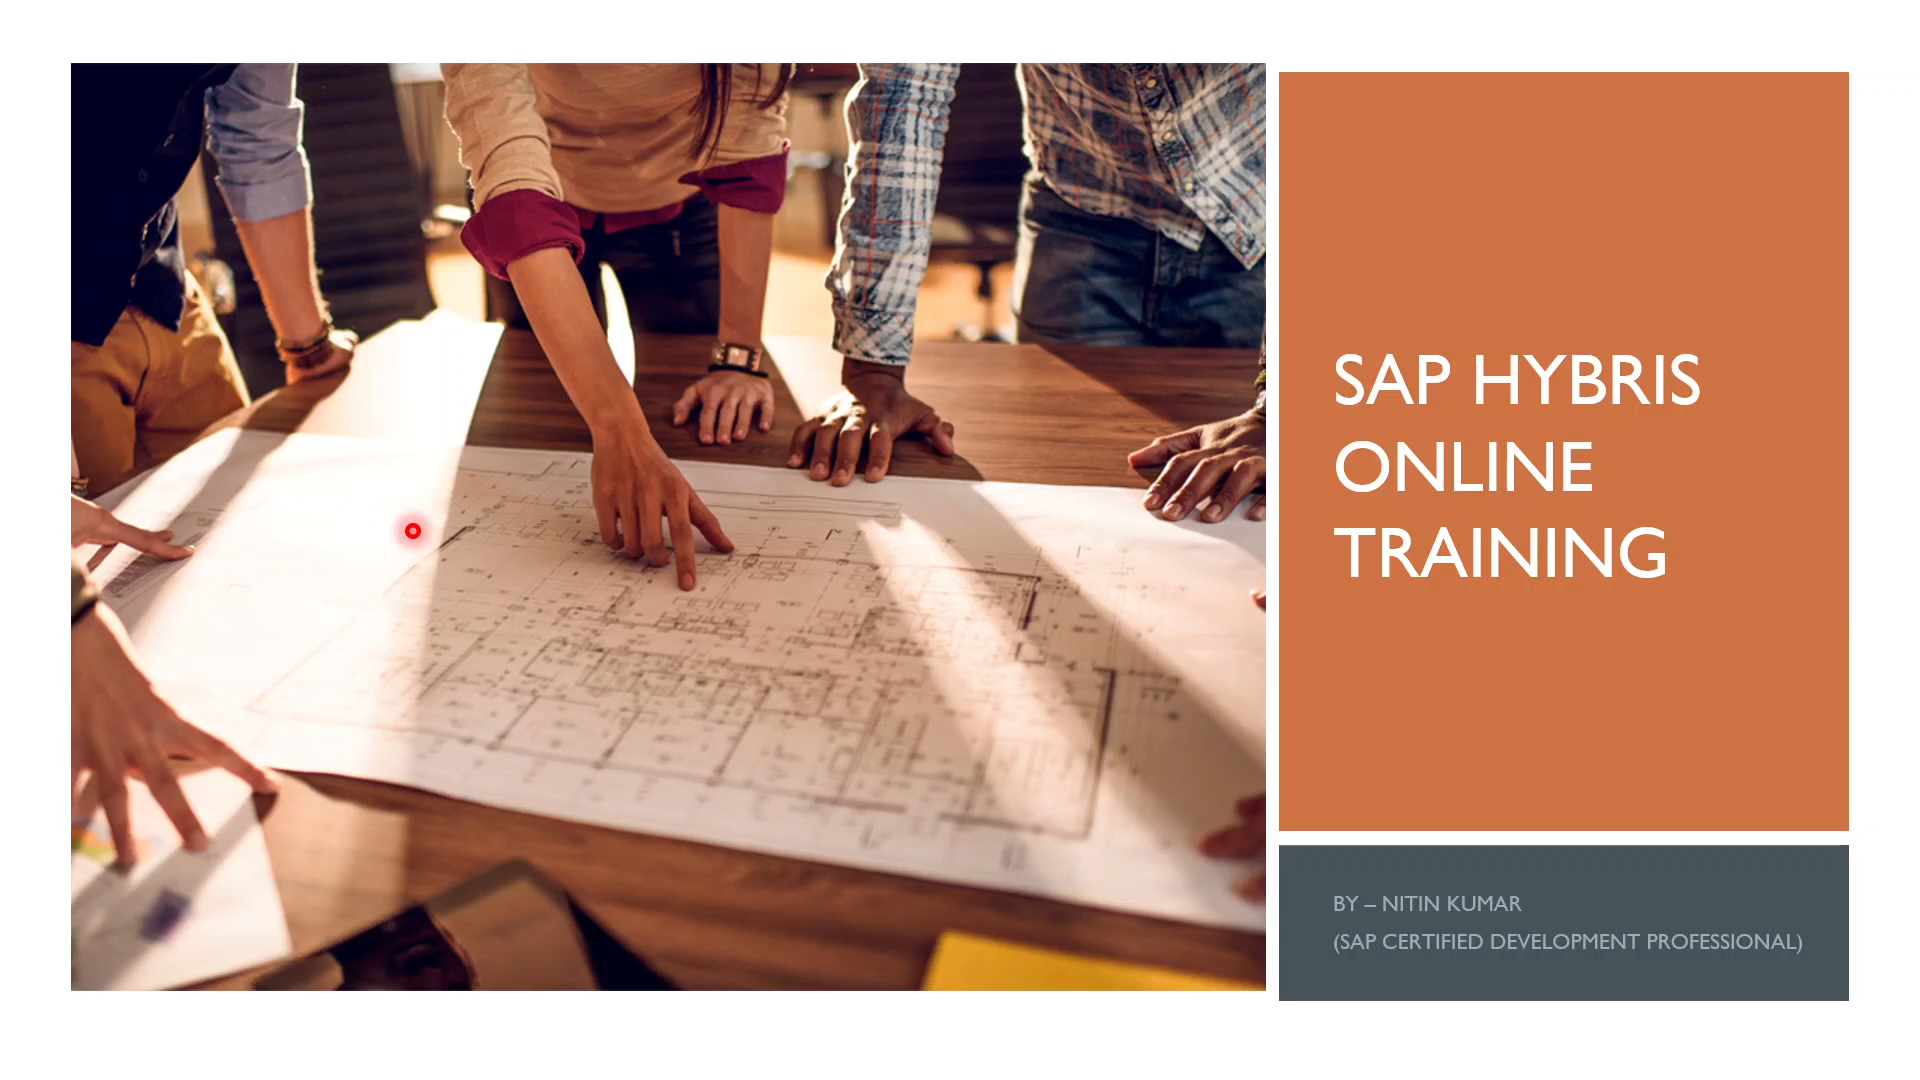 SAP HYBRIS
ONLINE
TRAINING
BY – NITIN KUMAR
(SAP CERTIFIED DEVELOPMENT PROFESSIONAL)